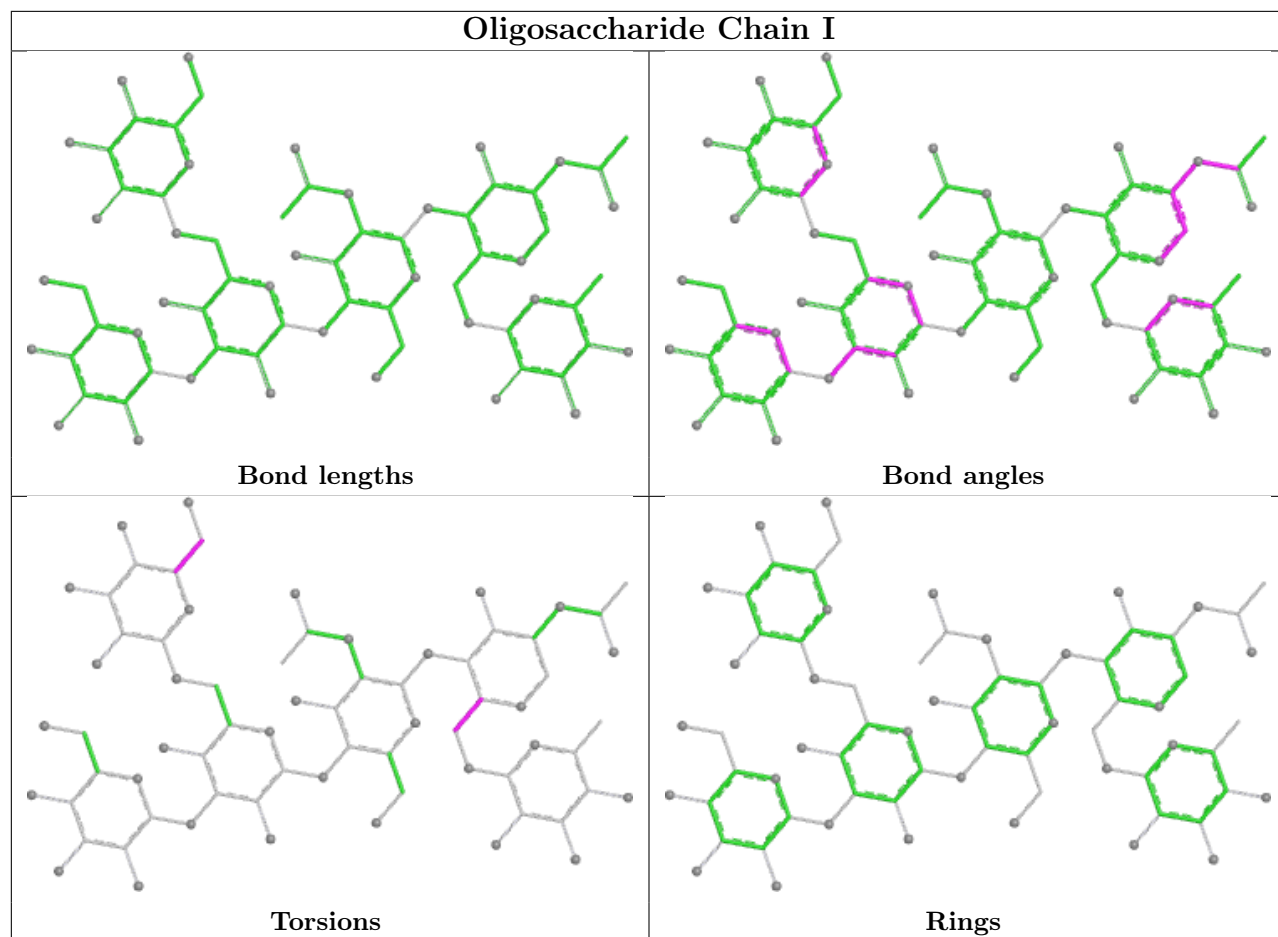 Oligosaccharide Chain I
Bond lengths
Bond angles
Torsions
Rings